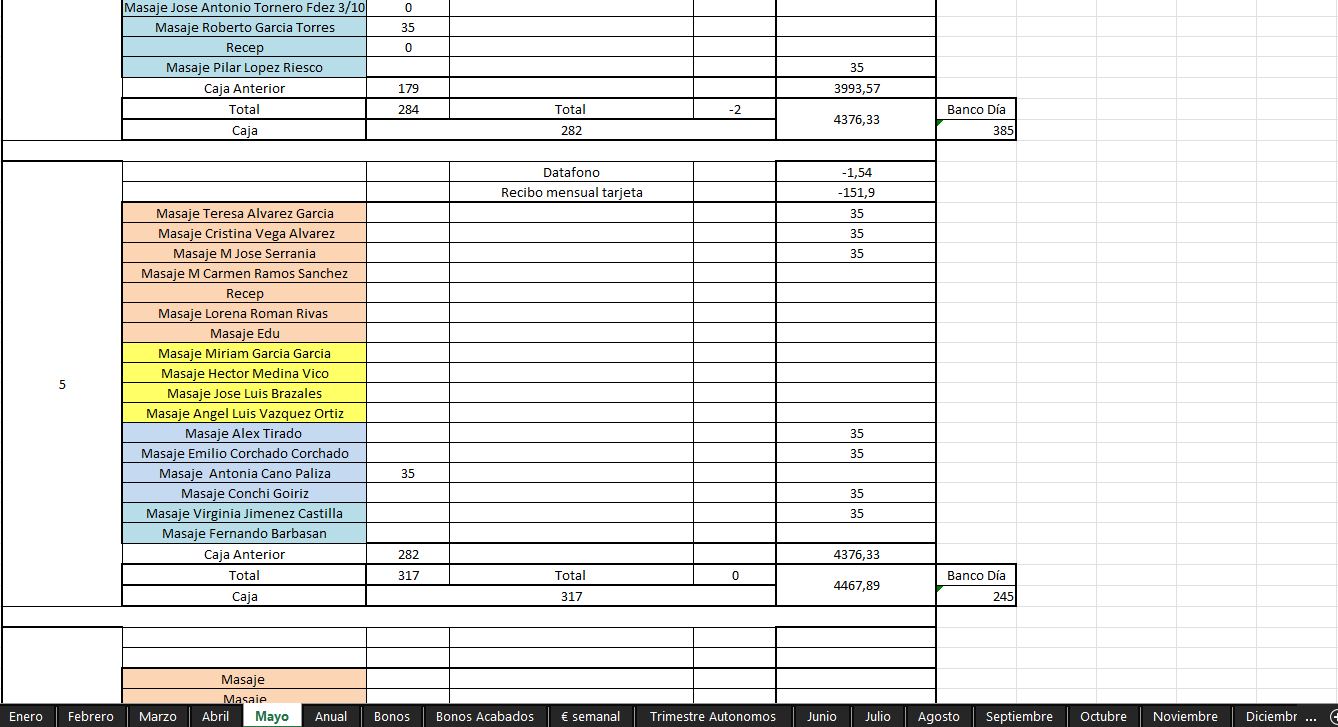 Masaje Jose Antonio Tornero Fdez 3/10 0
Masaje Roberto Garcia Torres 35
Recep 0
Masaje Pilar Lopez Riesco 35
Caja Anterior 179 3993,57
Total 284 Total -2 4376,33 Banco Día
Caja 282 385
Datafono -1,54
Recibo mensual tarjeta -151,9
Masaje Teresa Alvarez Garcia 35
Masaje Cristina Vega Alvarez 35
Masaje M Jose Serrania 35
Masaje M Carmen Ramos Sanchez
Recep
Masaje Lorena Roman Rivas
Masaje Edu
Masaje Miriam Garcia Garcia
Masaje Hector Medina Vico
5
Masaje Jose Luis Brazales
Masaje Angel Luis Vazquez Ortiz
Masaje Alex Tirado 35
Masaje Emilio Corchado Corchado 35
Masaje  Antonia Cano Paliza 35
Masaje Conchi Goiriz 35
Masaje Virginia Jimenez Castilla 35
Masaje Fernando Barbasan
Caja Anterior 282 4376,33
Total 317 Total 0 4467,89 Banco Día
Caja 317 245
Masaje
Masaje
Enero Febrero Marzo Abril Mayo Anual Bonos Bonos Acabados € semanal Trimestre Autonomos Junio Julio Agosto Septiembre Octubre Noviembre Diciembr ...